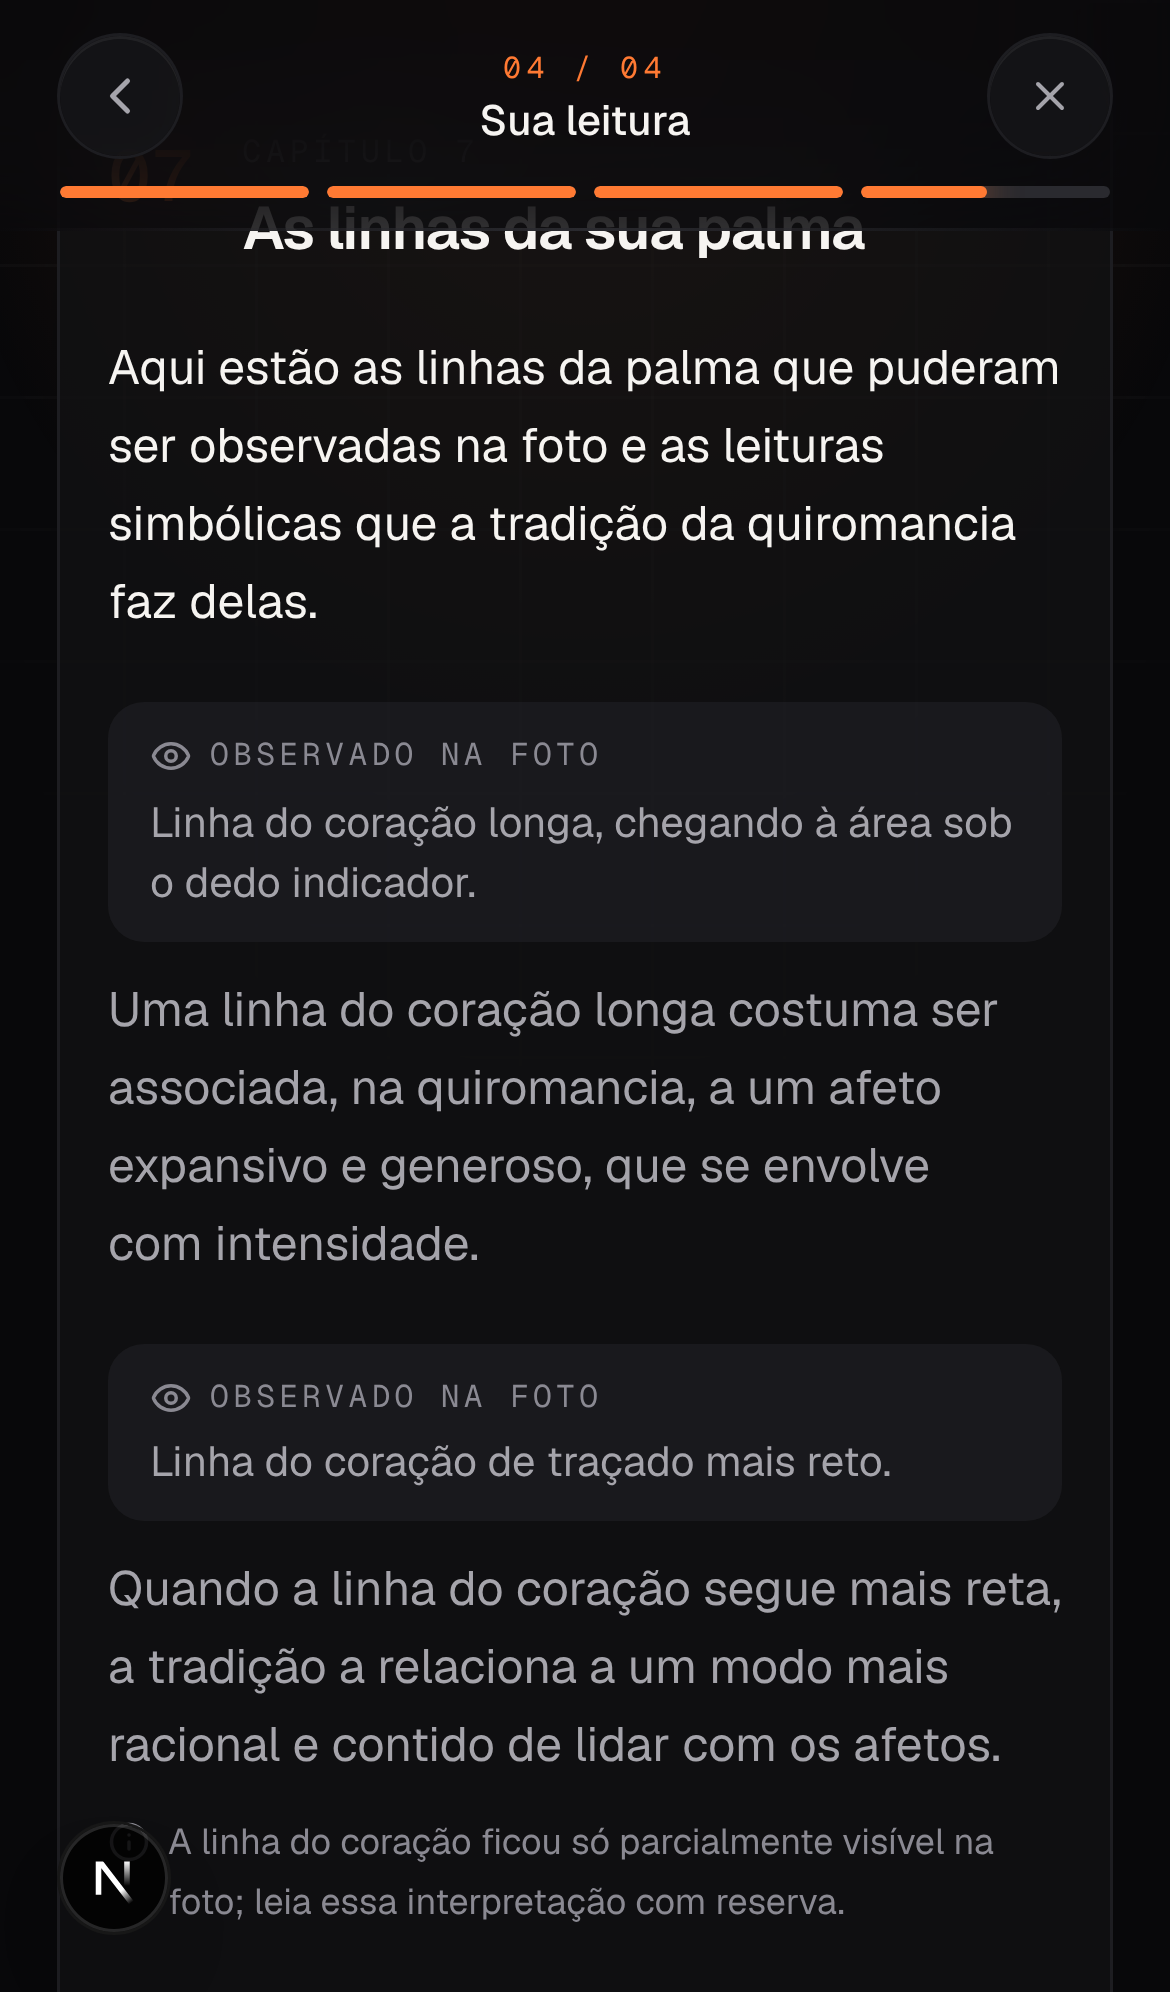 04 / 04
Sua leitura
07
CAPÍTULO 7
As linhas da sua palma
Aqui estão as linhas da palma que puderam
ser observadas na foto e as leituras
simbólicas que a tradição da quiromancia
faz delas.
OBSERVADO NA FOTO
Linha do coração longa, chegando à área sob
o dedo indicador.
Uma linha do coração longa costuma ser
associada, na quiromancia, a um afeto
expansivo e generoso, que se envolve
com intensidade.
OBSERVADO NA FOTO
Linha do coração de traçado mais reto.
Quando a linha do coração segue mais reta,
a tradição a relaciona a um modo mais
racional e contido de lidar com os afetos.
A linha do coração ficou só parcialmente visível na
foto; leia essa interpretação com reserva.
N